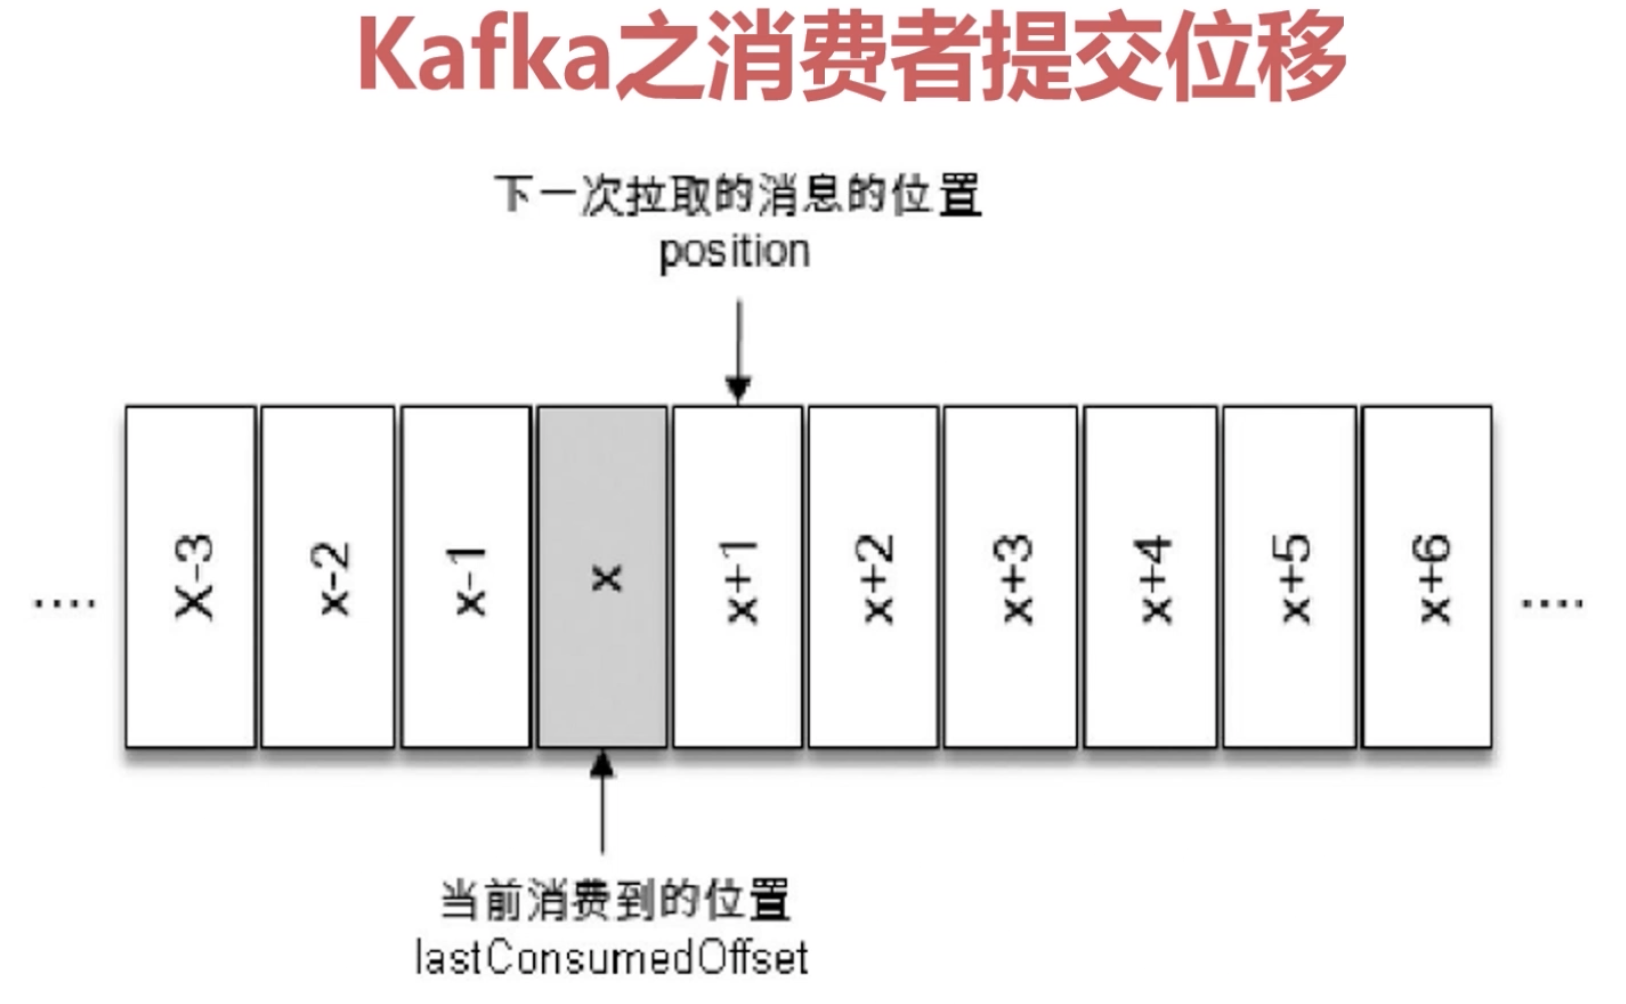 Kafka之消费者提交位移
下一次拉取的消息的位置
position
.... X-3 x-2 x-1 x x+1 x+2 x+3 x+4 x+5 x+6 ....
当前消费到的位置
lastConsumedOffset